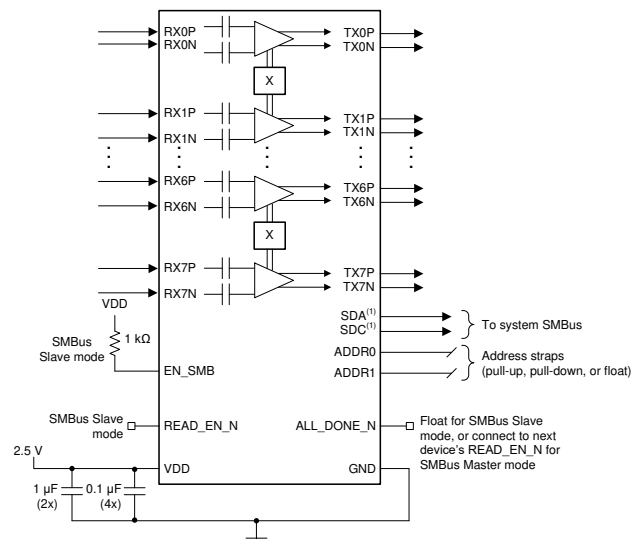 RX0P
TX0P
RX0N
TX0N
X
RX1P
TX1P
RX1N
TX1N
RX6P
TX6P
RX6N
TX6N
X
RX7P
TX7P
RX7N
TX7N
VDD
SMBus
Slave mode
1 kΩ
EN_SMB
SDA(1)
SDC(1)
To system SMBus
ADDR0
ADDR1
Address straps
(pull-up, pull-down, or float)
SMBus Slave
mode
READ_EN_N
ALL_DONE_N
Float for SMBus Slave
mode, or connect to next
device's READ_EN_N for
SMBus Master mode
2.5 V
VDD
GND
1 µF
(2x)
0.1 µF
(4x)